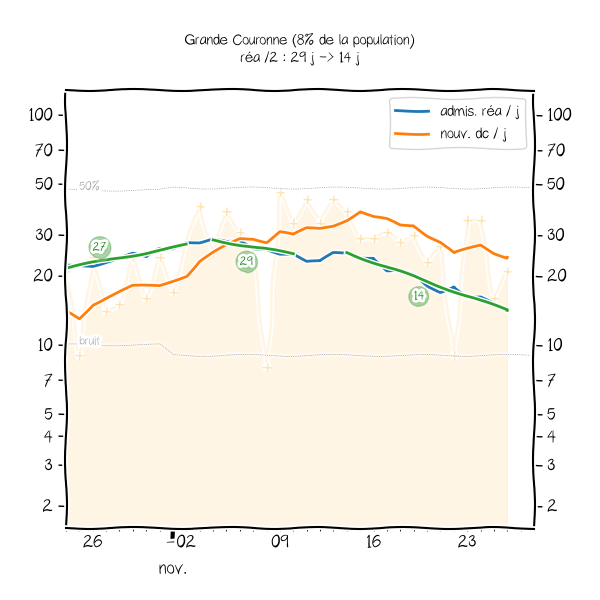 Grande Couronne (8% de la population)
réa /2 : 29 j -> 14 j
admis. réa / j
nouv. dc / j
100 100
70 70
50% 
50 50
30 30
27
29
20 20
14
bruit
10 10
7 7
5 5
4 4
3 3
2 2
26 02 09 16 23
nov.